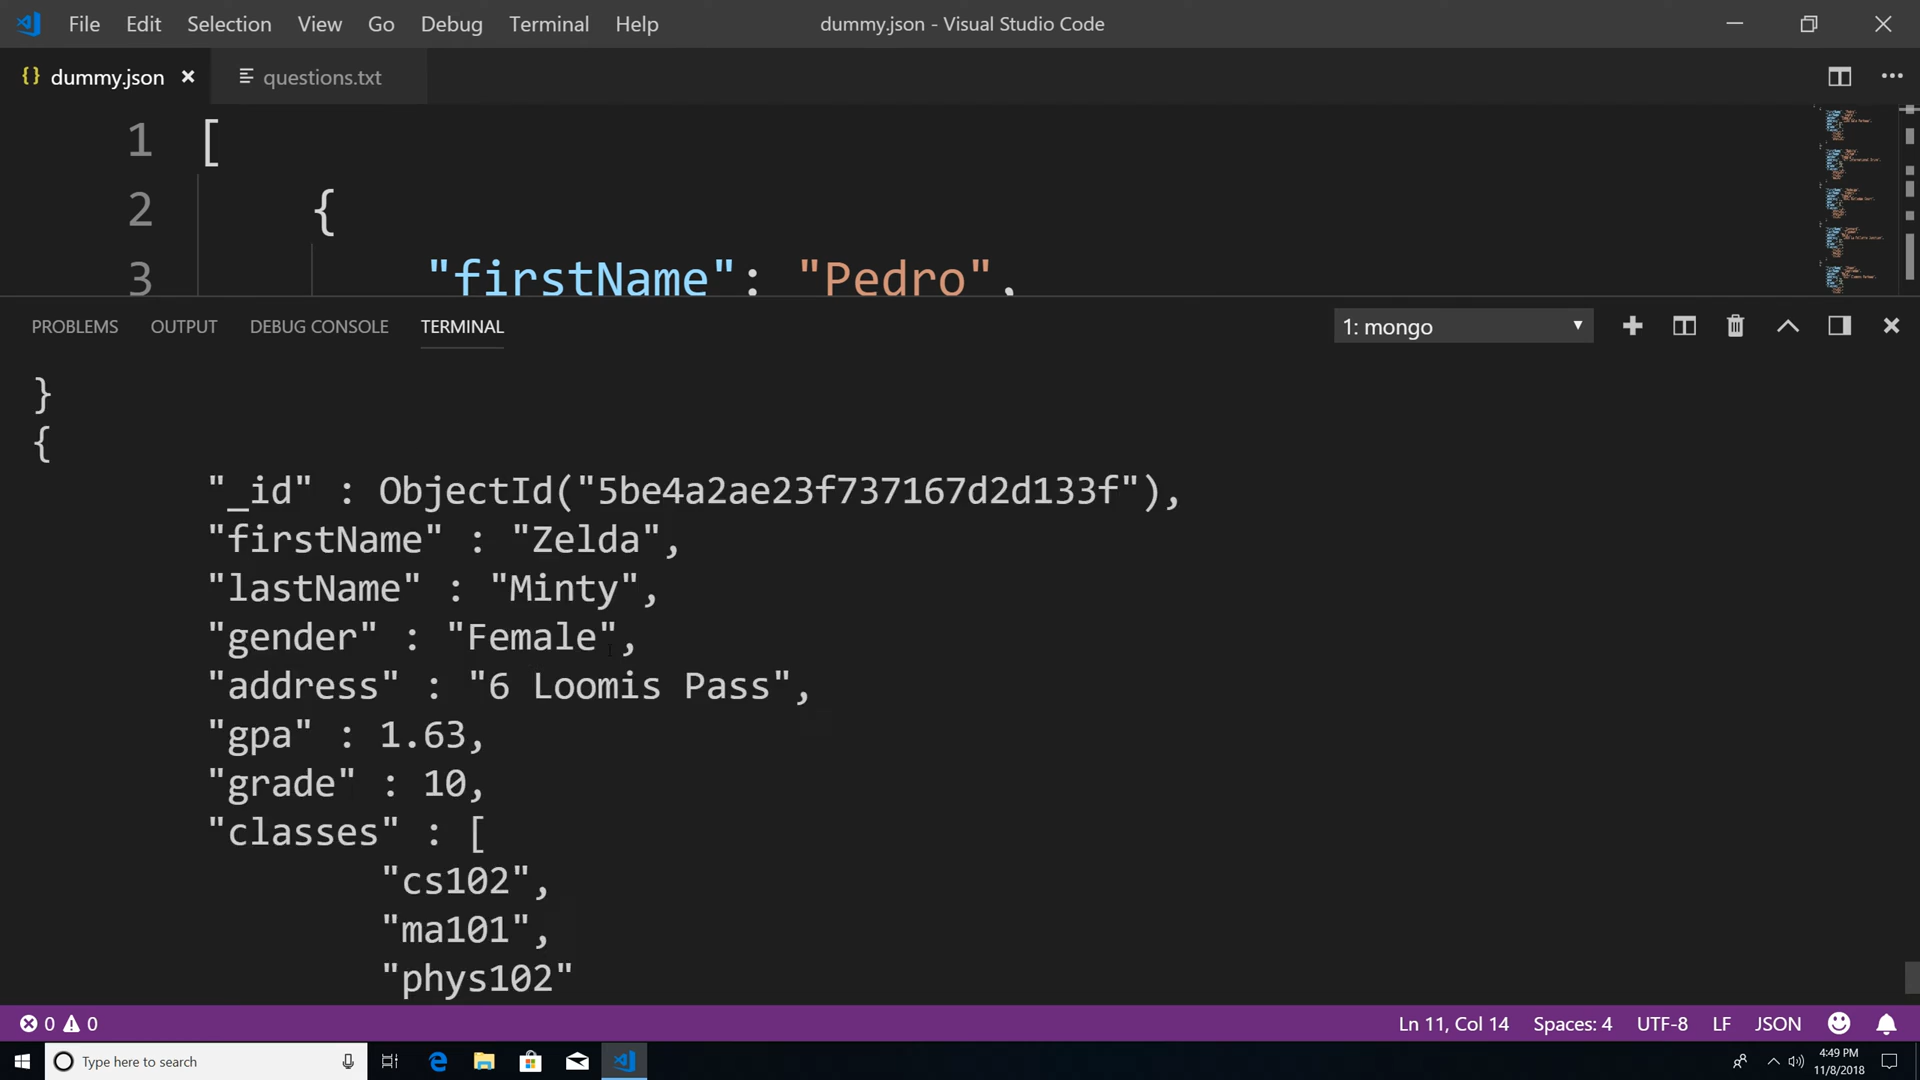 File Edit Selection View Go Debug Terminal Help
dummy.json - Visual Studio Code
{} dummy.json
questions.txt
1 [
2 {
3 "firstName": "Pedro",
PROBLEMS OUTPUT DEBUG CONSOLE TERMINAL
1: mongo
}
{
"_id" : ObjectId("5be4a2ae23f737167d2d133f"),
"firstName" : "Zelda",
"lastName" : "Minty",
"gender" : "Female",
"address" : "6 Loomis Pass",
"gpa" : 1.63,
"grade" : 10,
"classes" : [
"cs102",
"ma101",
"phys102"
0 0
Ln 11, Col 14 Spaces: 4 UTF-8 LF JSON
Type here to search
4:49 PM
11/8/2018